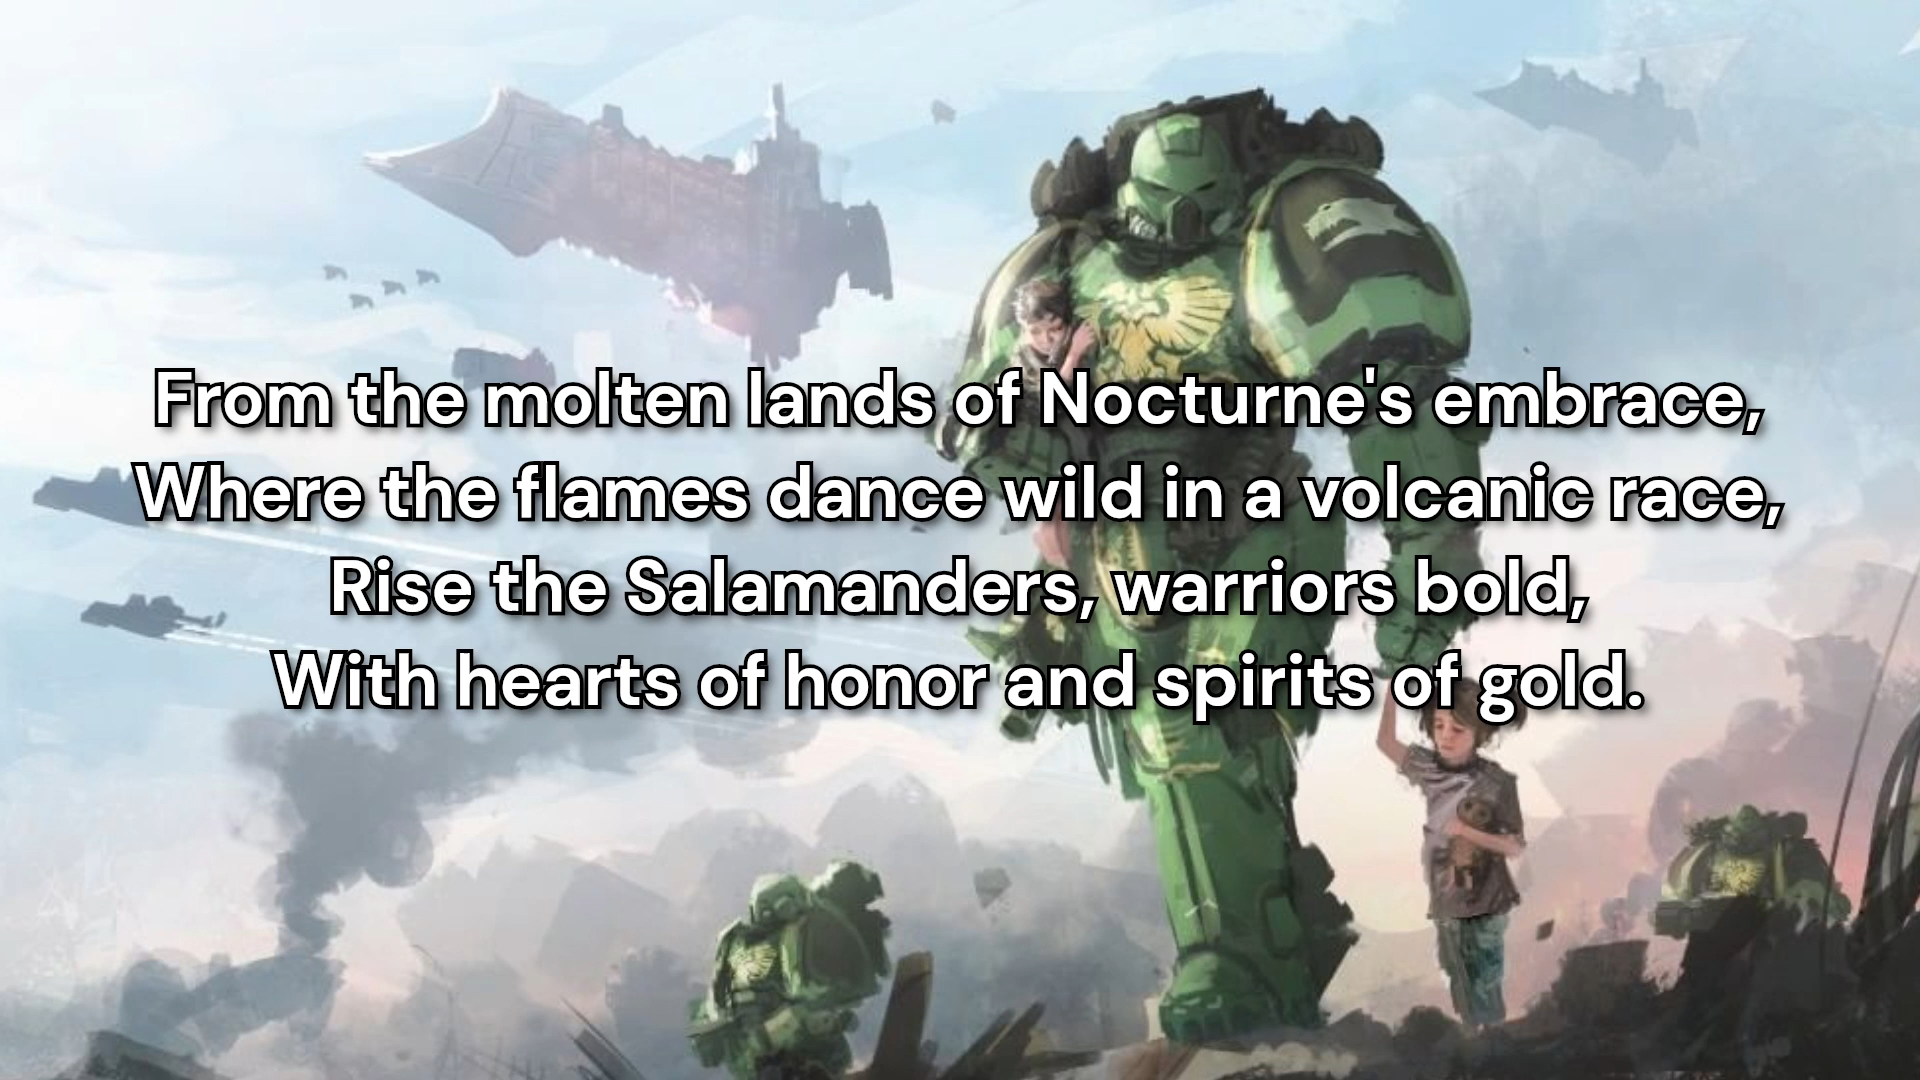 From the molten lands of Nocturne's embrace,
Where the flames dance wild in a volcanic race,
Rise the Salamanders, warriors bold,
With hearts of honor and spirits of gold.